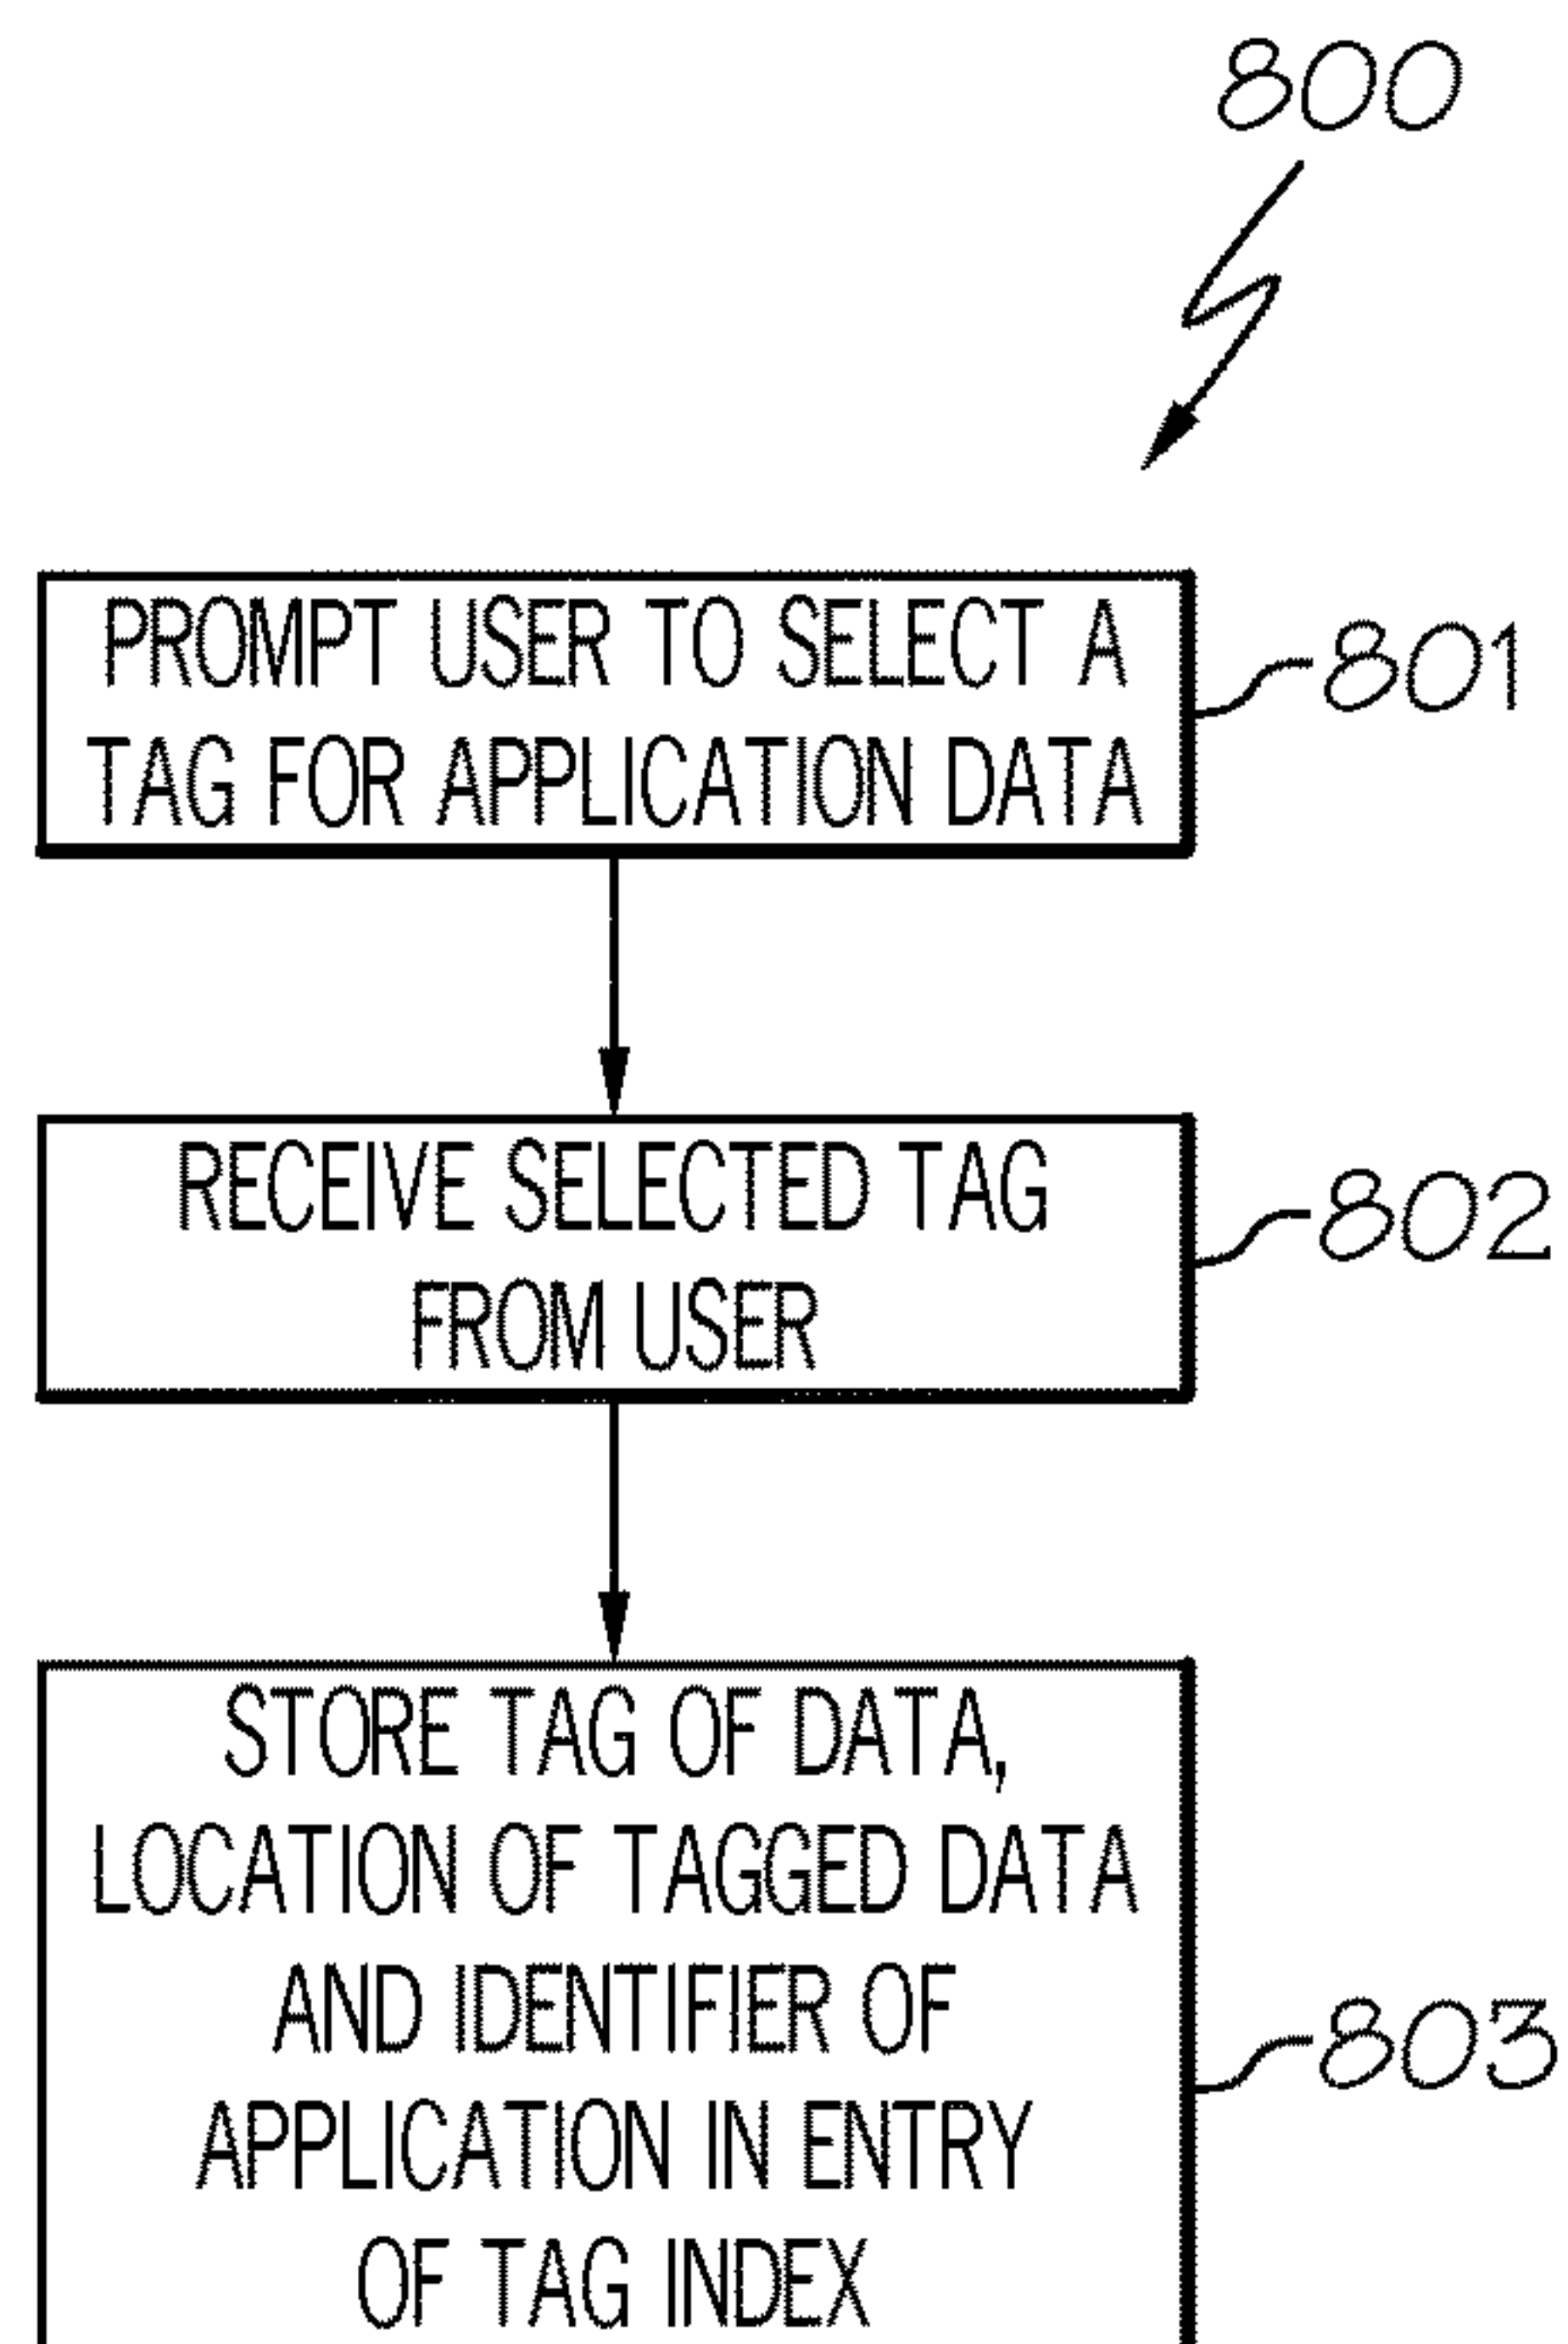 800
PROMPT USER TO SELECT A
TAG FOR APPLICATION DATA
801
RECEIVE SELECTED TAG
FROM USER
802
STORE TAG OF DATA,
LOCATION OF TAGGED DATA
AND IDENTIFIER OF
APPLICATION IN ENTRY
OF TAG INDEX
803